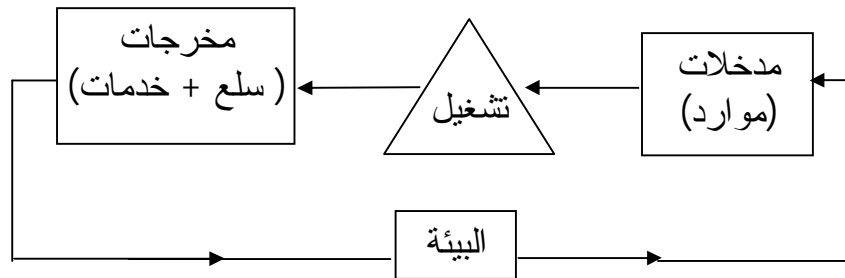 مدخلات
(موارد)
تشغيل
مخرجات
(سلع + خدمات)
البيئة